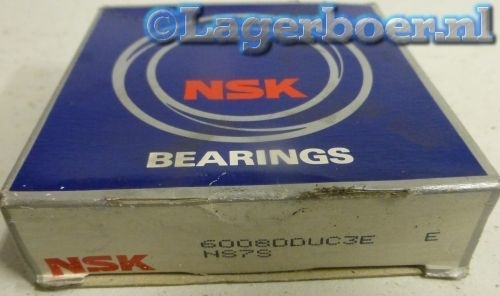 ©Lagerboer.nl
NSK
BEARINGS
6008DDUC3E E
NS7S
NSK